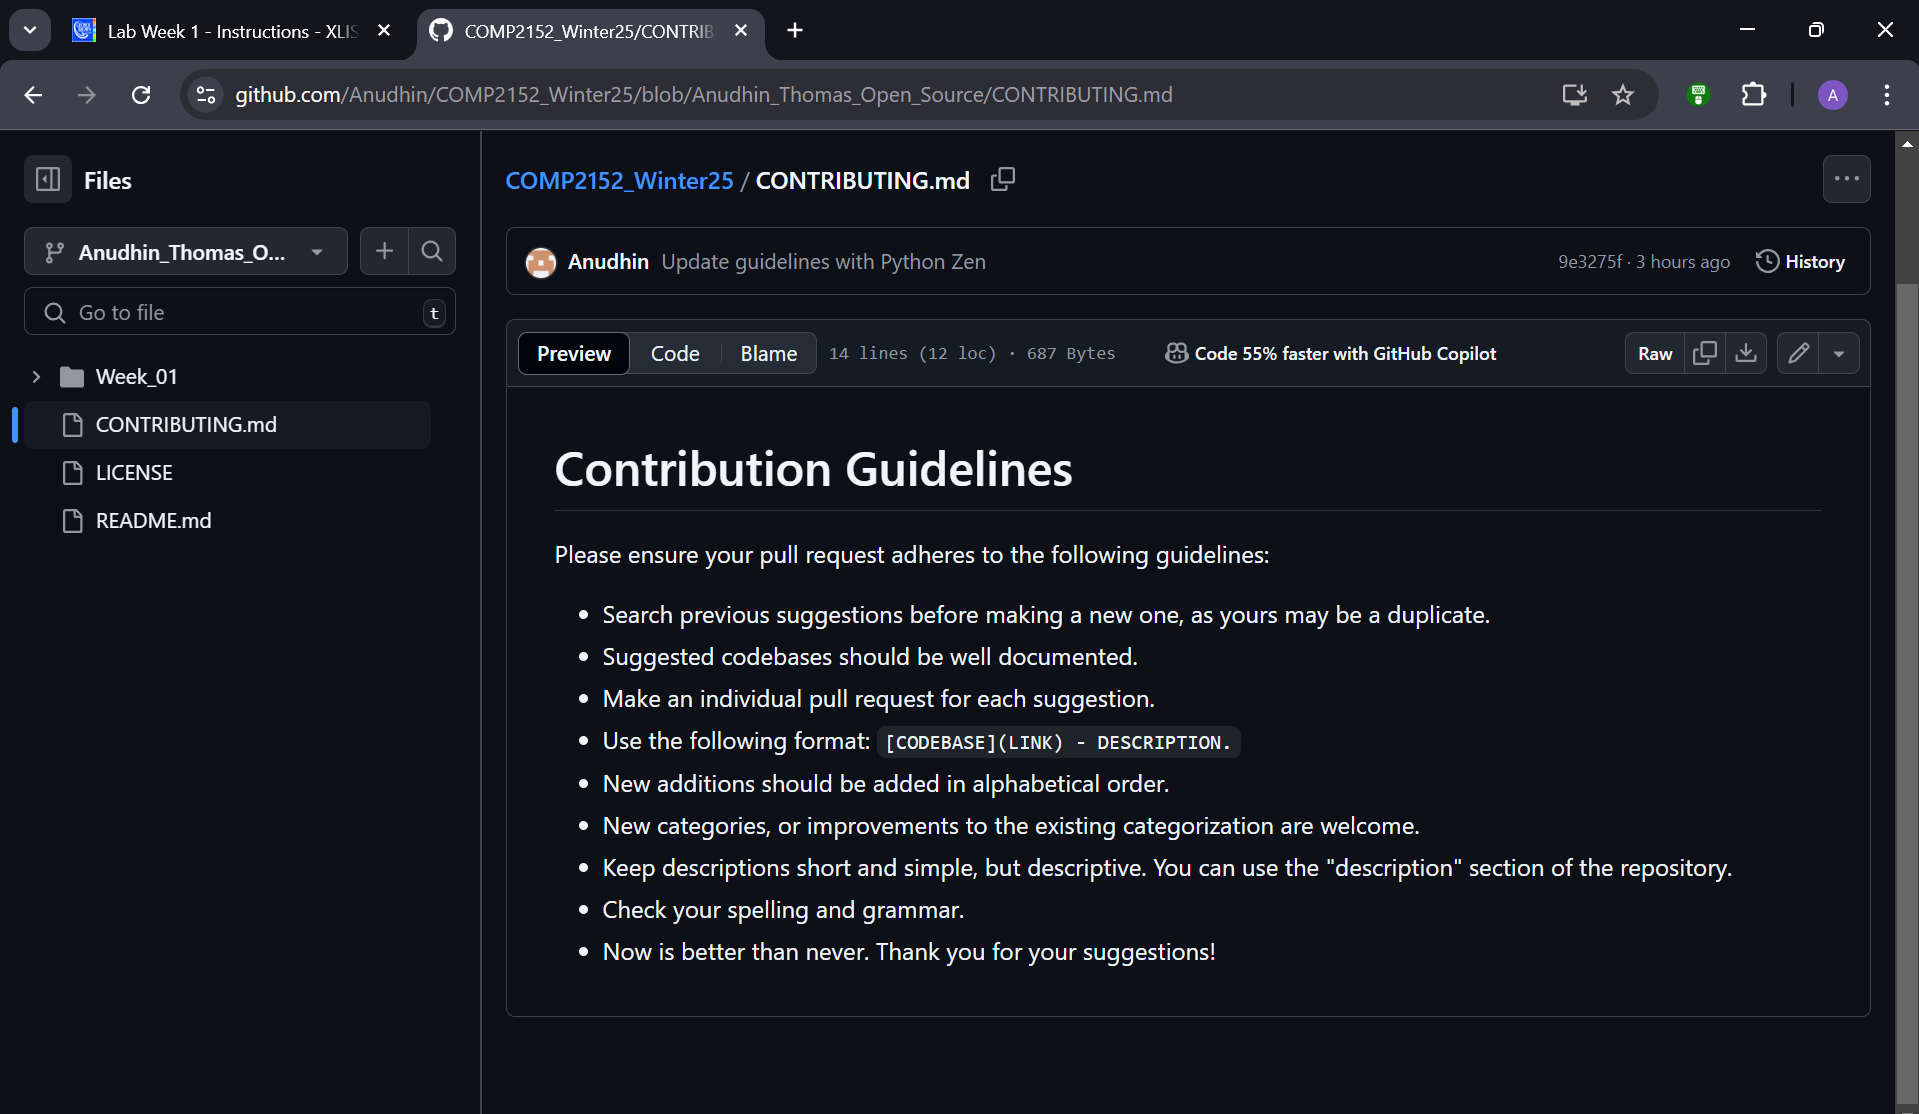 Lab Week 1 - Instructions - XLIS
COMP2152_Winter25/CONTRIB
github.com/Anudhin/COMP2152_Winter25/blob/Anudhin_Thomas_Open_Source/CONTRIBUTING.md
A
Files
Anudhin_Thomas_O...
Go to file
t
Week_01
CONTRIBUTING.md
LICENSE
README.md
COMP2152_Winter25 / CONTRIBUTING.md
Anudhin Update guidelines with Python Zen
9e3275f · 3 hours ago
History
Preview
Code
Blame
14 lines (12 loc) · 687 Bytes
Code 55% faster with GitHub Copilot
Raw
Contribution Guidelines
Please ensure your pull request adheres to the following guidelines:
• Search previous suggestions before making a new one, as yours may be a duplicate.
• Suggested codebases should be well documented.
• Make an individual pull request for each suggestion.
• Use the following format: [CODEBASE](LINK) - DESCRIPTION.
• New additions should be added in alphabetical order.
• New categories, or improvements to the existing categorization are welcome.
• Keep descriptions short and simple, but descriptive. You can use the "description" section of the repository.
• Check your spelling and grammar.
• Now is better than never. Thank you for your suggestions!